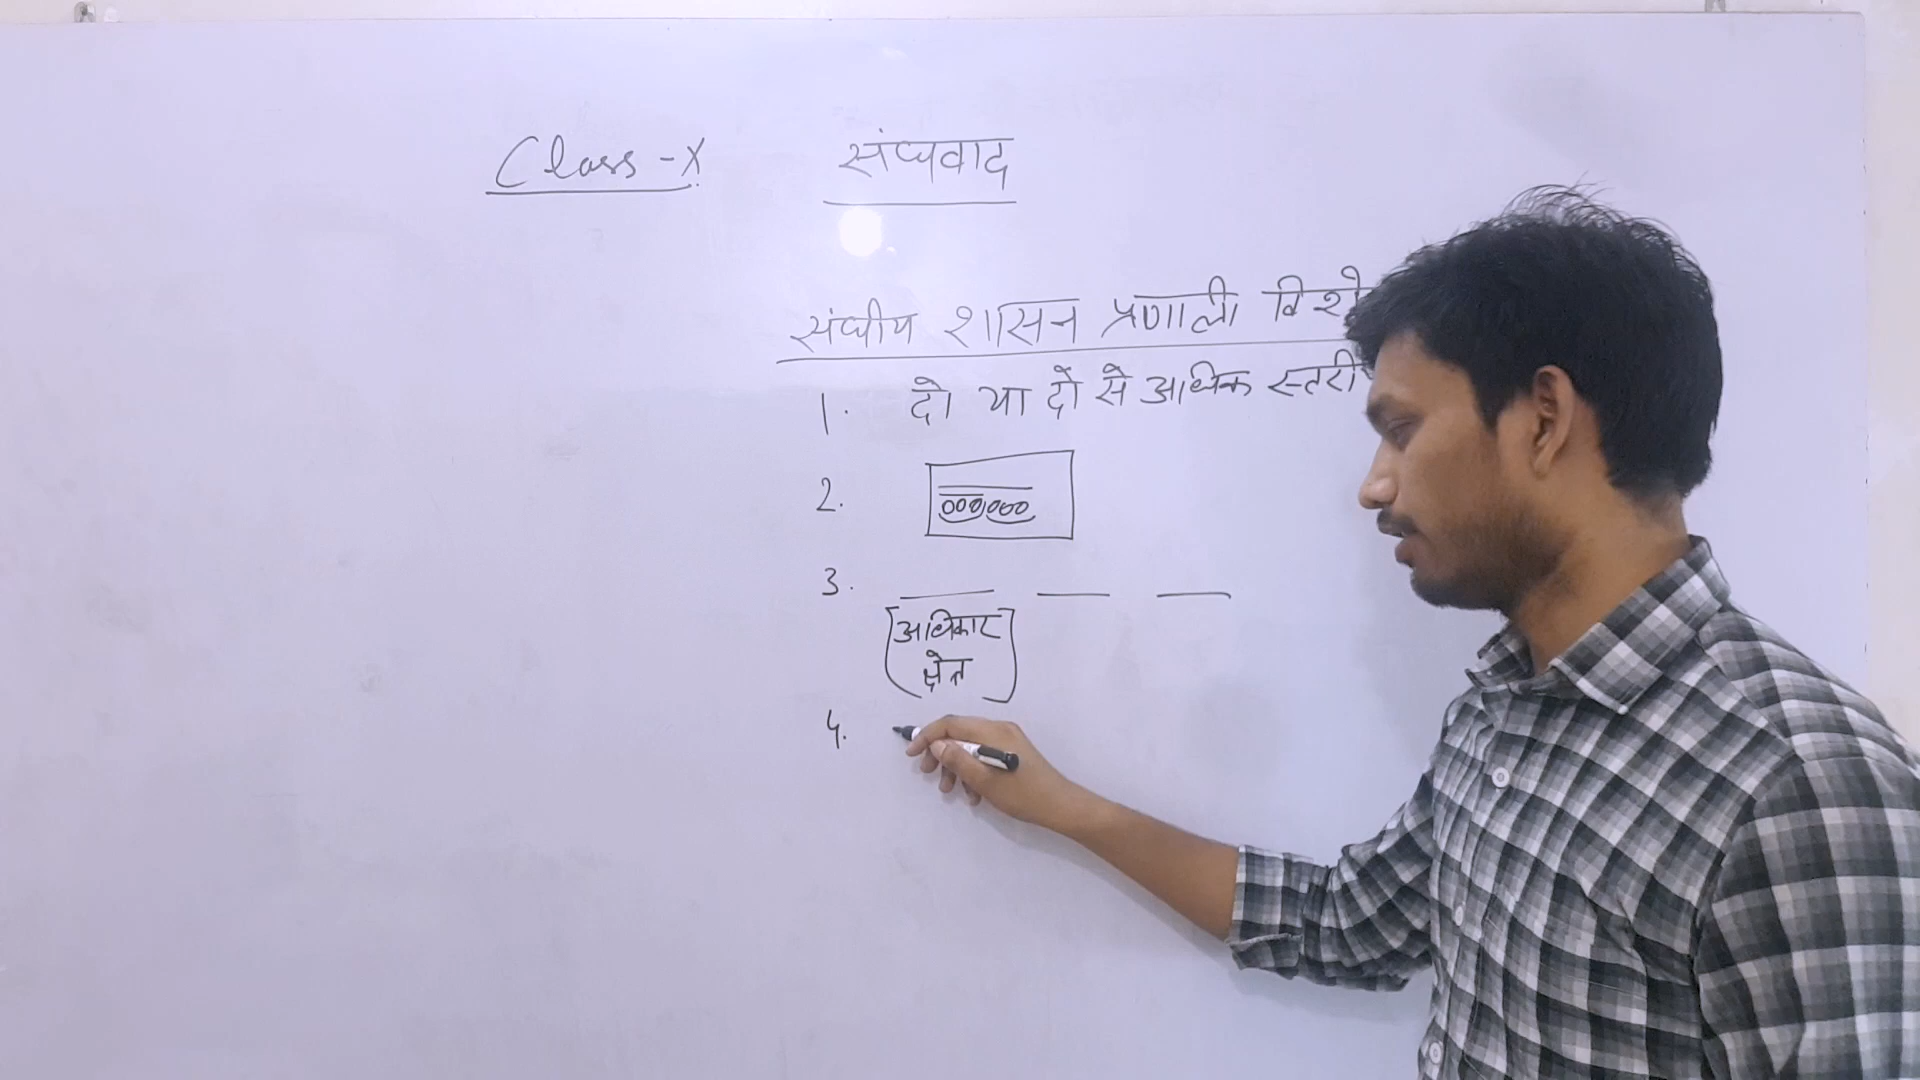 Class - X संघवाद
संघीय शासन प्रणाली विशे
1. दो या दो से अधिक स्तरी
2.
3.
[अधिकार
क्षेत्र]
4.